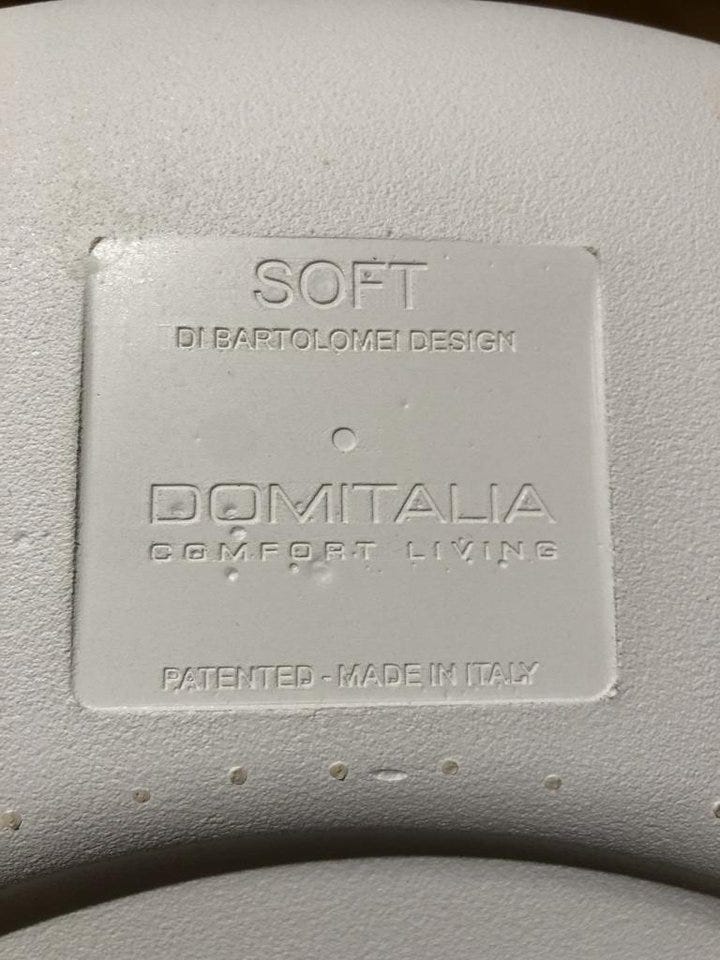 SOFT
DI BARTOLOMEI DESIGN
DOMITALIA
COMFORT LIVING
PATENTED - MADE IN ITALY